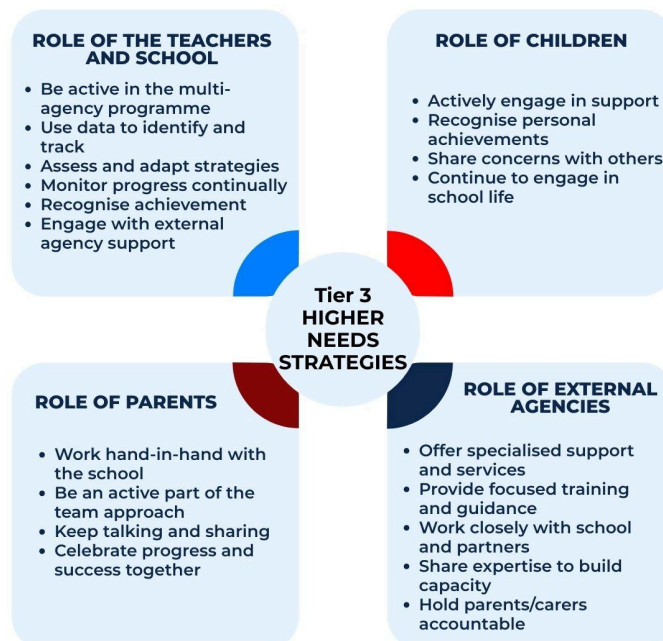 ROLE OF THE TEACHERS
AND SCHOOL
• Be active in the multi-
agency programme
• Use data to identify and
track
• Assess and adapt strategies
• Monitor progress continually
• Recognise achievement
• Engage with external
agency support
ROLE OF CHILDREN
• Actively engage in support
• Recognise personal
achievements
• Share concerns with others
• Continue to engage in
school life
Tier 3
HIGHER
NEEDS
STRATEGIES
ROLE OF PARENTS
• Work hand-in-hand with
the school
• Be an active part of the
team approach
• Keep talking and sharing
• Celebrate progress and
success together
ROLE OF EXTERNAL
AGENCIES
• Offer specialised support
and services
• Provide focused training
and guidance
• Work closely with school
and partners
• Share expertise to build
capacity
• Hold parents/carers
accountable